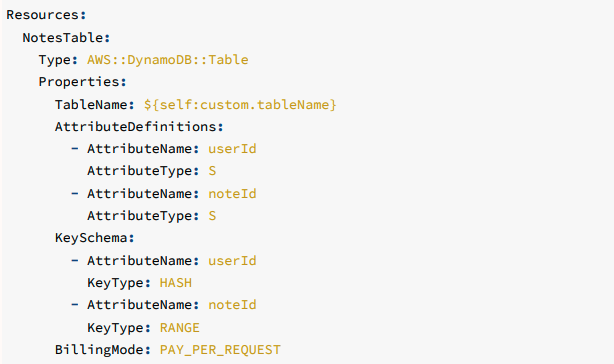 Resources:
  NotesTable:
    Type: AWS::DynamoDB::Table
    Properties:
      TableName: ${self:custom.tableName}
      AttributeDefinitions:
        - AttributeName: userId
          AttributeType: S
        - AttributeName: noteId
          AttributeType: S
      KeySchema:
        - AttributeName: userId
          KeyType: HASH
        - AttributeName: noteId
          KeyType: RANGE
      BillingMode: PAY_PER_REQUEST